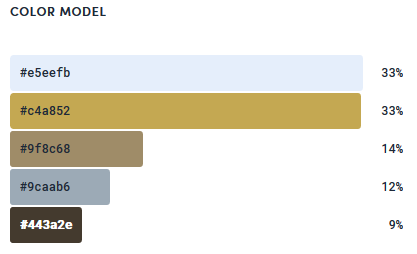 COLOR MODEL
#e5eefb 33%
#c4a852 33%
#9f8c68 14%
#9caab6 12%
#443a2e 9%